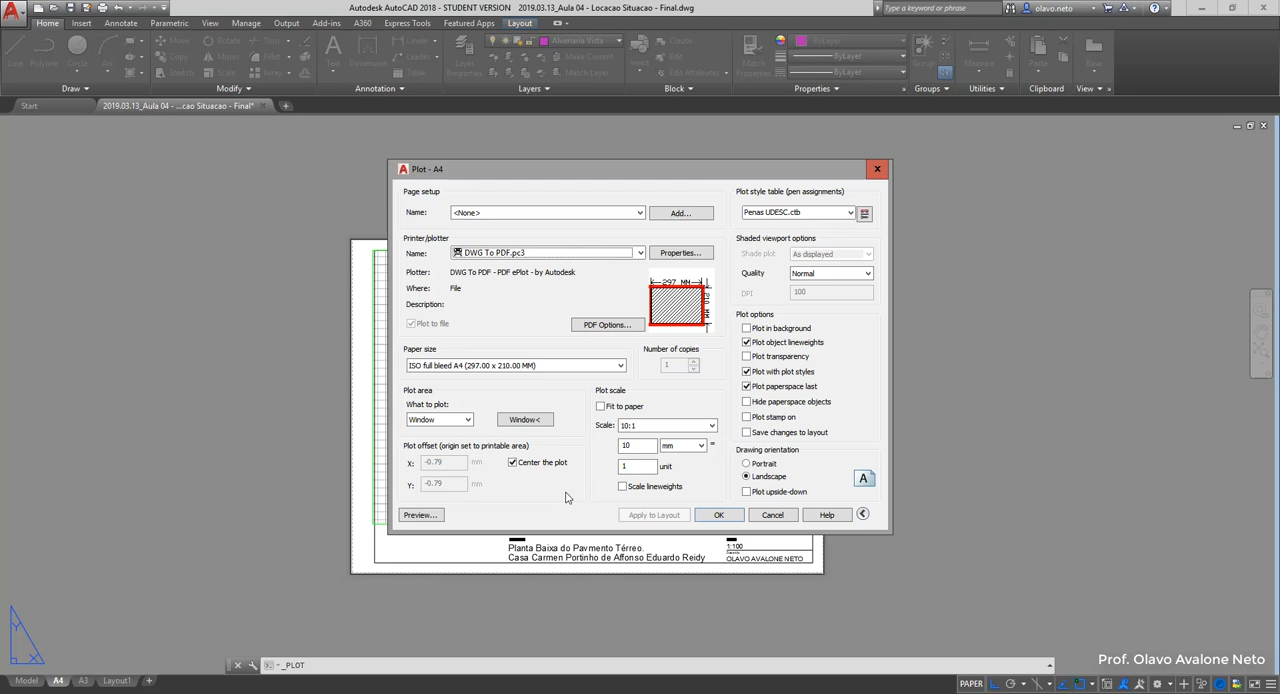 Autodesk AutoCAD 2018 - STUDENT VERSION 2019.03.13_Aula 04 - Locacao Situacao - Final.dwg
Type a keyword or phrase
olavo.neto
Home Insert Annotate Parametric View Manage Output Add-ins A360 Express Tools Featured Apps Layout
Line Polyline Circle Arc
Move Rotate Trim
Copy Mirror Fillet
Stretch Scale Array
Text Dimension
Linear
Leader
Table
Layer Properties
Alvenaria Vista
Make Current
Match Layer
Insert
Create
Edit
Edit Attributes
Match Properties
ByLayer
ByLayer
ByLayer
Group
Measure
Paste
Base
Draw Modify Annotation Layers Block Properties Groups Utilities Clipboard View
Start
2019.03.13_Aula 04 - ...cao Situacao - Final*
Plot - A4
Page setup
Name: <None> Add...
Printer/plotter
Name: DWG To PDF.pc3 Properties...
Plotter: DWG To PDF - PDF ePlot - by Autodesk
Where: File
Description:
Plot to file
PDF Options...
297 MM
210 MM
Paper size
ISO full bleed A4 (297.00 x 210.00 MM)
Number of copies
1
Plot area
What to plot:
Window Window<
Plot offset (origin set to printable area)
X: -0.79 mm
Center the plot
Y: -0.79 mm
Plot scale
Fit to paper
Scale: 10:1
10 mm =
1 unit
Scale lineweights
Plot style table (pen assignments)
Penas UDESC.ctb
Shaded viewport options
Shade plot As displayed
Quality Normal
DPI 100
Plot options
Plot in background
Plot object lineweights
Plot transparency
Plot with plot styles
Plot paperspace last
Hide paperspace objects
Plot stamp on
Save changes to layout
Drawing orientation
Portrait
Landscape
Plot upside-down
A
Preview... Apply to Layout OK Cancel Help
Planta Baixa do Pavmento Térreo.
Casa Carmen Portinho de Affonso Eduardo Reidy
1:100
OLAVO AVALONE NETO
Y
X
_PLOT
Prof. Olavo Avalone Neto
Model A4 A3 Layout1 +
PAPER